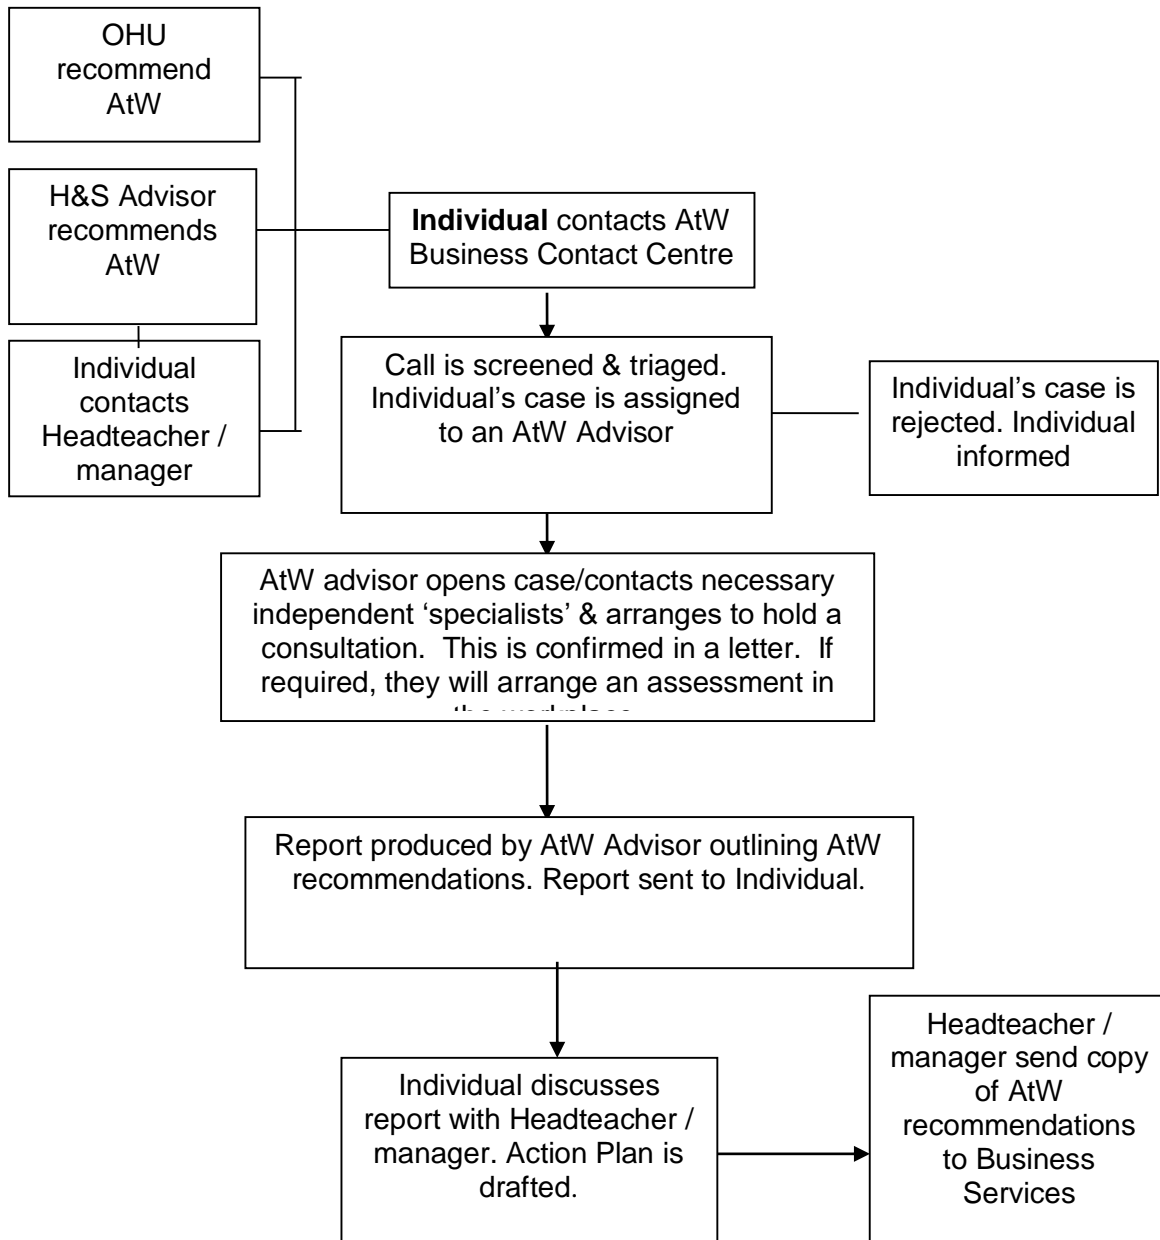 OHU
recommend
AtW
H&S Advisor
recommends
AtW
Individual
contacts
Headteacher /
manager
Individual contacts AtW
Business Contact Centre
Call is screened & triaged.
Individual’s case is assigned
to an AtW Advisor
Individual’s case is
rejected. Individual
informed
AtW advisor opens case/contacts necessary
independent ‘specialists’ & arranges to hold a
consultation.  This is confirmed in a letter.  If
required, they will arrange an assessment in
the workplace
Report produced by AtW Advisor outlining AtW
recommendations. Report sent to Individual.
Individual discusses
report with Headteacher /
manager. Action Plan is
drafted.
Headteacher /
manager send copy
of AtW
recommendations
to Business
Services